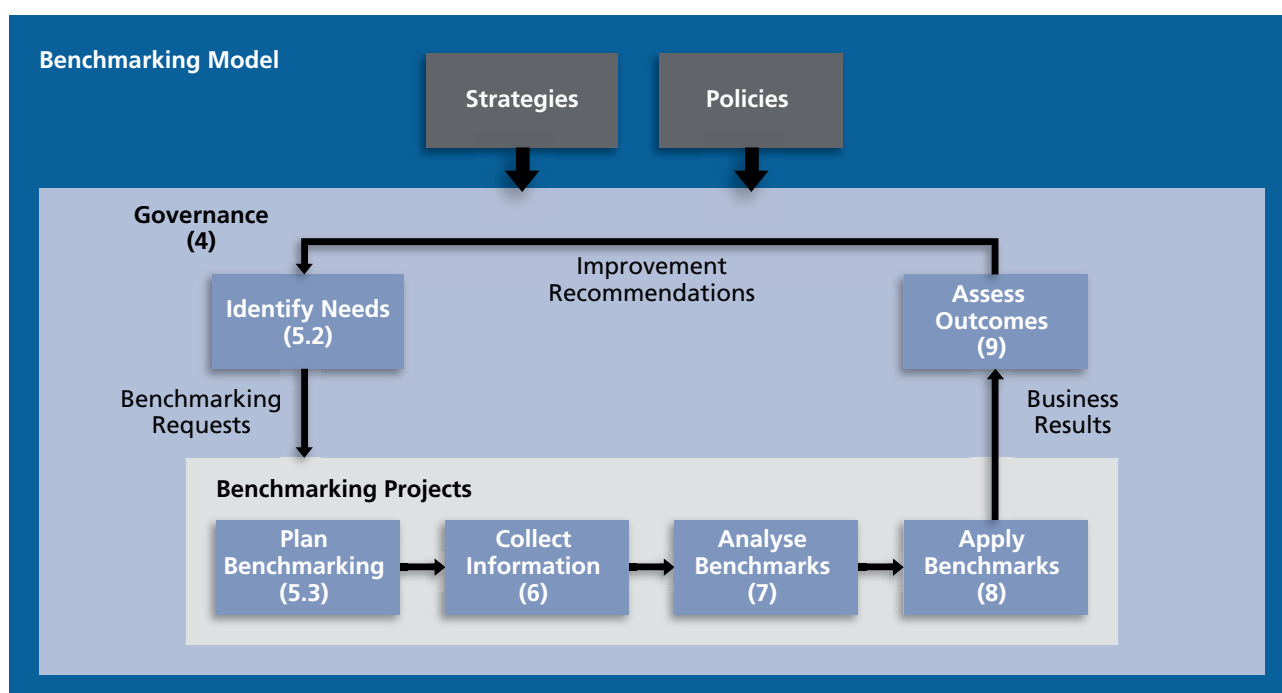 Benchmarking Model
Strategies
Policies
Governance
(4)
Improvement
Recommendations
Identify Needs
(5.2)
Assess
Outcomes
(9)
Benchmarking
Requests
Business
Results
Benchmarking Projects
Plan
Benchmarking
(5.3)
Collect
Information
(6)
Analyse
Benchmarks
(7)
Apply
Benchmarks
(8)